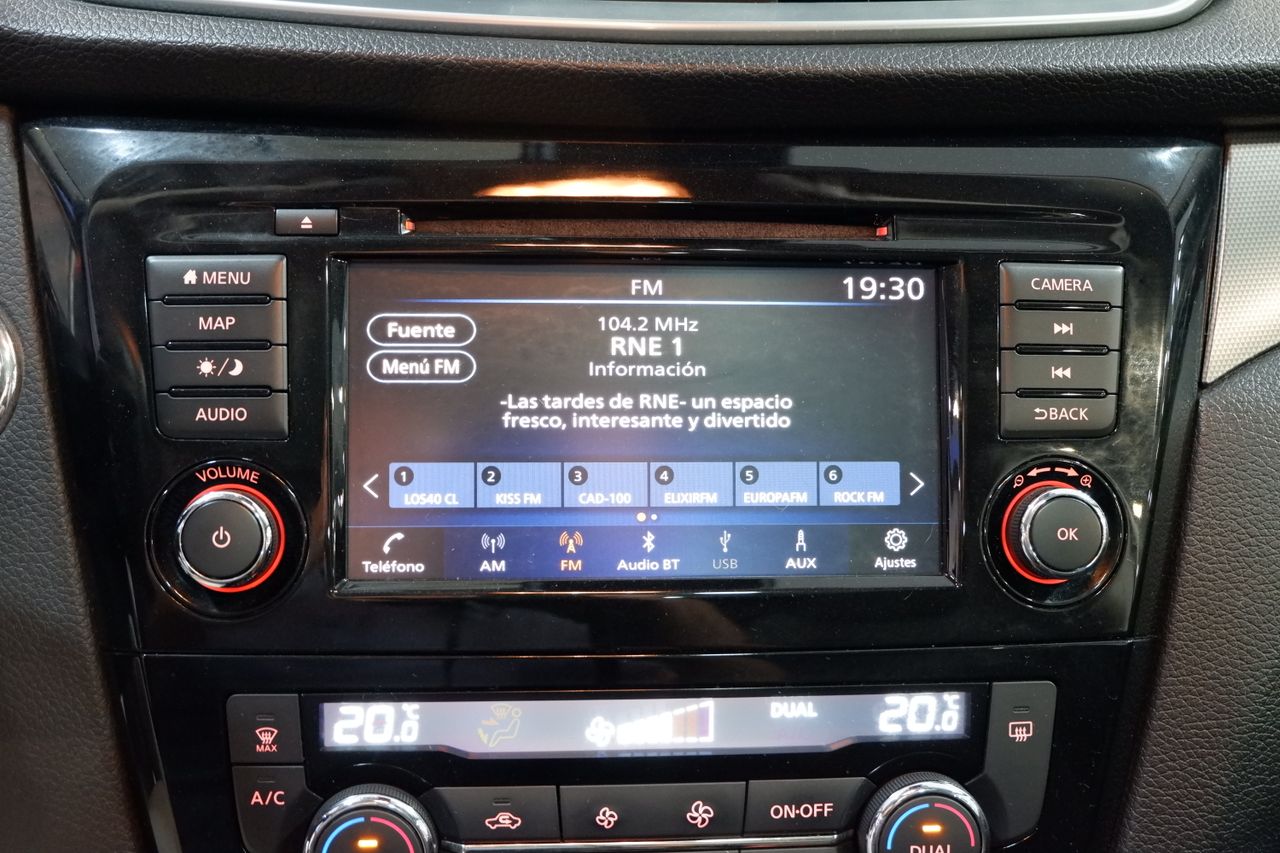 MENU
MAP
AUDIO
VOLUME
FM
19:30
Fuente
Menú FM
104.2 MHz
RNE 1
Información
-Las tardes de RNE- un espacio
fresco, interesante y divertido
1 LOS40 CL
2 KISS FM
3 CAD-100
4 ELIXIRFM
5 EUROPAFM
6 ROCK FM
Teléfono
AM
FM
Audio BT
USB
AUX
Ajustes
CAMERA
BACK
OK
20.0 °C
DUAL
20.0 °C
MAX
A/C
ON·OFF
DUAL